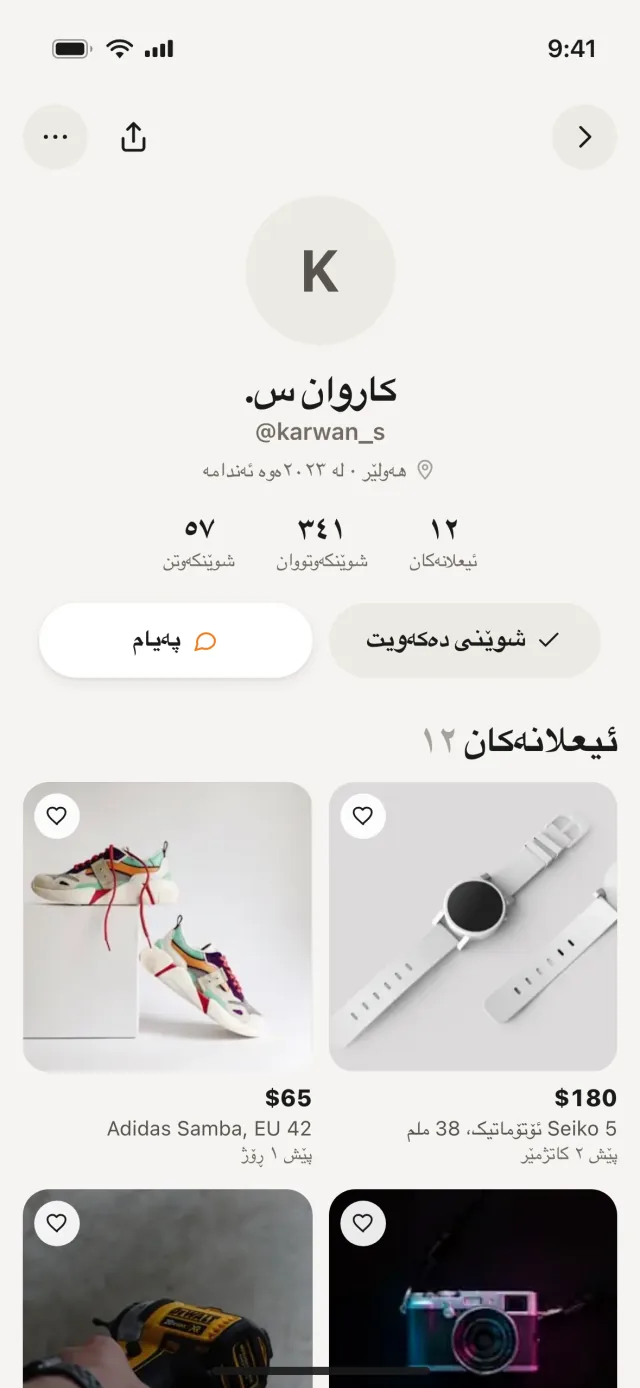 9:41
K
کاروان س.
@karwan_s
هەولێر · لە ٢٠٢٣ەوە ئەندامە
١٢ ٣٤١ ٥٧
ئیعلانەکان شوێنکەوتووان شوێنکەوتن
شوێنی دەکەویت پەیام
ئیعلانەکان ١٢
$180 $65
Seiko 5 ئۆتۆماتیک، 38 ملم Adidas Samba, EU 42
پێش ٢ کاتژمێر پێش ١ ڕۆژ
DEWALT